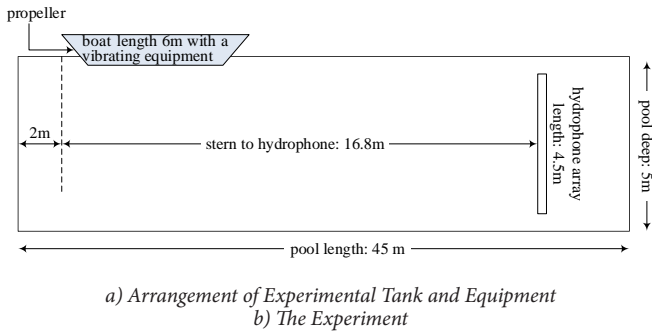 propeller
boat length 6m with a
vibrating equipment
2m
stern to hydrophone: 16.8m
hydrophone array
length: 4.5m
pool deep: 5m
pool length: 45 m
a) Arrangement of Experimental Tank and Equipment
b) The Experiment